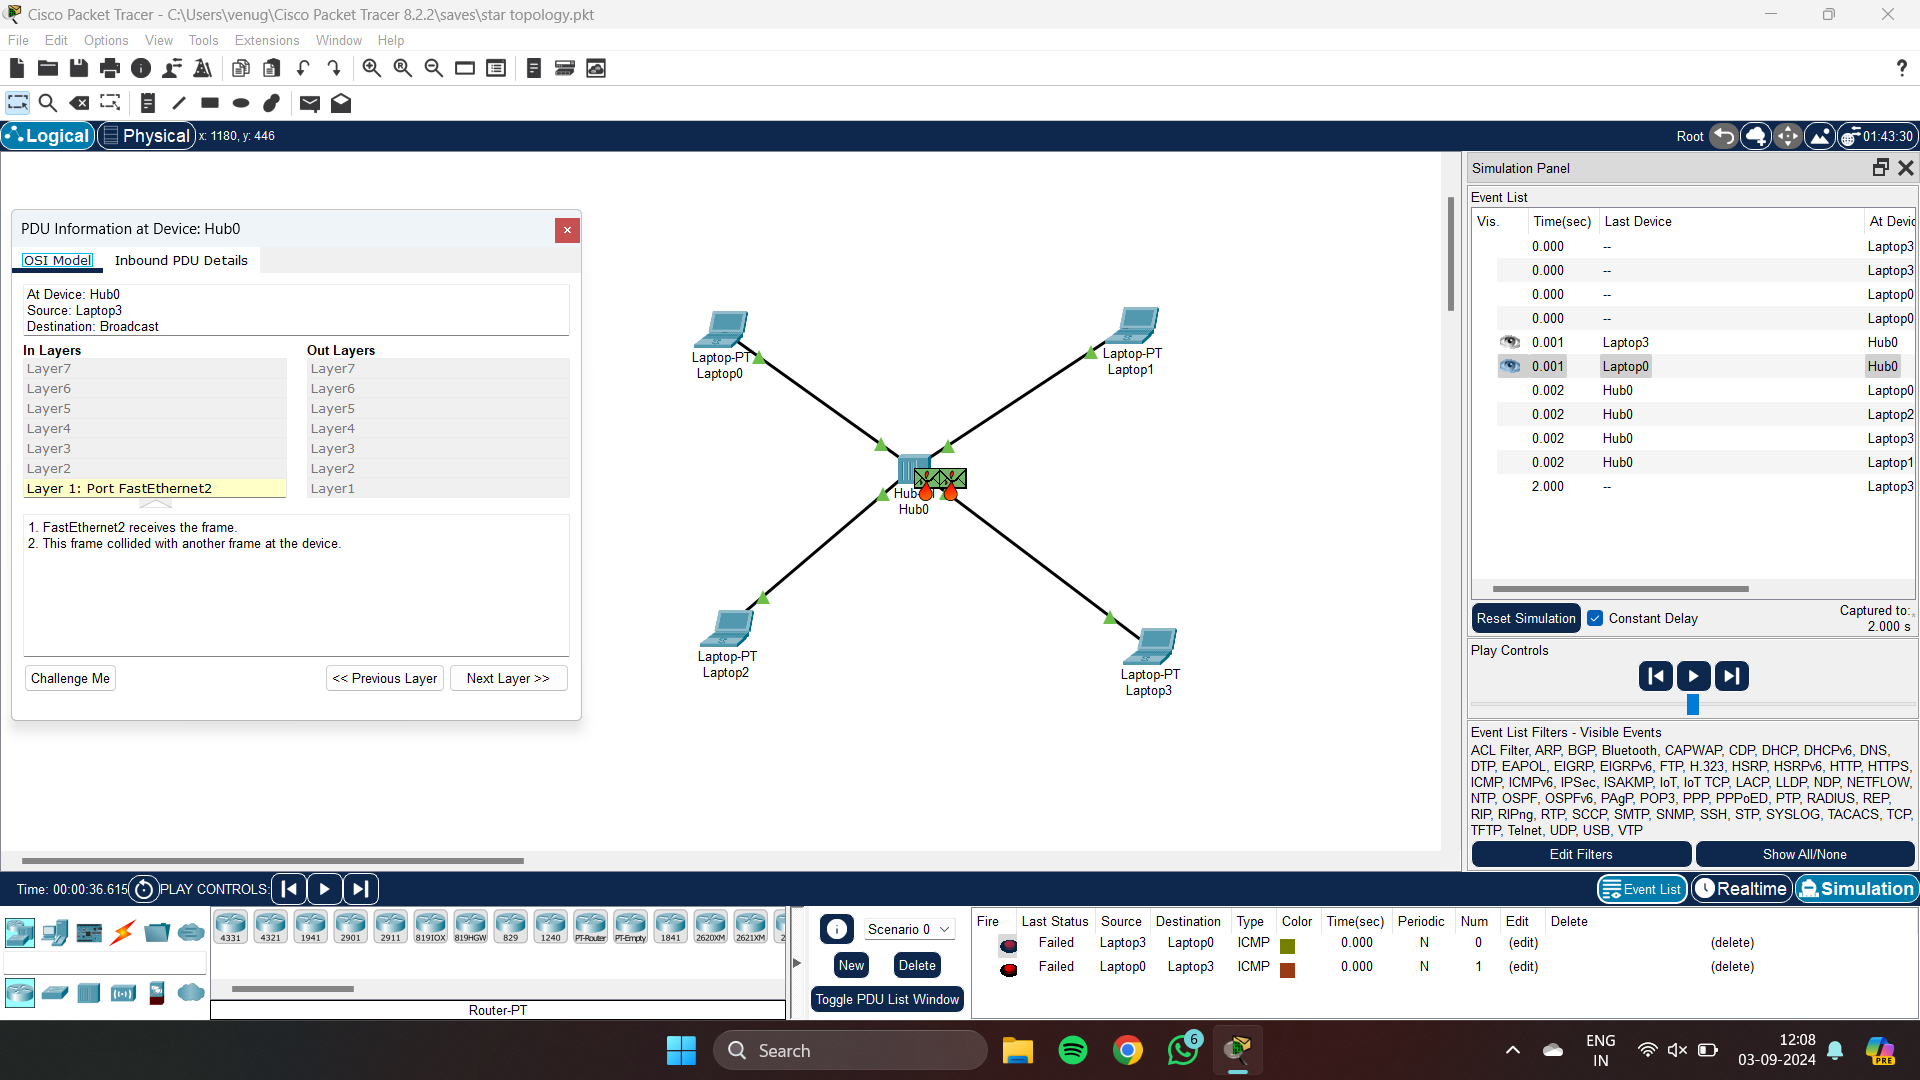 Cisco Packet Tracer - C:\Users\venug\Cisco Packet Tracer 8.2.2\saves\star topology.pkt
File Edit Options View Tools Extensions Window Help
Logical Physical x: 1180, y: 446 Root 01:43:30
PDU Information at Device: Hub0
OSI Model Inbound PDU Details
At Device: Hub0
Source: Laptop3
Destination: Broadcast
In Layers Out Layers
Layer7 Layer7
Layer6 Layer6
Layer5 Layer5
Layer4 Layer4
Layer3 Layer3
Layer2 Layer2
Layer 1: Port FastEthernet2 Layer1
1. FastEthernet2 receives the frame.
2. This frame collided with another frame at the device.
Challenge Me << Previous Layer Next Layer >>
Laptop-PT
Laptop0
Laptop-PT
Laptop1
Hub0
Laptop-PT
Laptop2
Laptop-PT
Laptop3
Simulation Panel
Event List
Vis. Time(sec) Last Device At Devic
0.000 -- Laptop3
0.000 -- Laptop3
0.000 -- Laptop0
0.000 -- Laptop0
0.001 Laptop3 Hub0
0.001 Laptop0 Hub0
0.002 Hub0 Laptop0
0.002 Hub0 Laptop2
0.002 Hub0 Laptop3
0.002 Hub0 Laptop1
2.000 -- Laptop3
Reset Simulation Constant Delay Captured to:
2.000 s
Play Controls
Event List Filters - Visible Events
ACL Filter, ARP, BGP, Bluetooth, CAPWAP, CDP, DHCP, DHCPv6, DNS,
DTP, EAPOL, EIGRP, EIGRPv6, FTP, H.323, HSRP, HSRPv6, HTTP, HTTPS,
ICMP, ICMPv6, IPSec, ISAKMP, IoT, IoT TCP, LACP, LLDP, NDP, NETFLOW,
NTP, OSPF, OSPFv6, PAgP, POP3, PPP, PPPoED, PTP, RADIUS, REP,
RIP, RIPng, RTP, SCCP, SMTP, SNMP, SSH, STP, SYSLOG, TACACS, TCP,
TFTP, Telnet, UDP, USB, VTP
Edit Filters Show All/None
Time: 00:00:36.615 PLAY CONTROLS: Event List Realtime Simulation
4331 4321 1941 2901 2911 819IOX 819HGW 829 1240 PT-Router PT-Empty 1841 2620XM 2621XM 2
Router-PT
Scenario 0
New Delete
Toggle PDU List Window
Fire Last Status Source Destination Type Color Time(sec) Periodic Num Edit Delete
Failed Laptop3 Laptop0 ICMP 0.000 N 0 (edit) (delete)
Failed Laptop0 Laptop3 ICMP 0.000 N 1 (edit) (delete)
Search
6
ENG
IN
12:08
03-09-2024
PRE